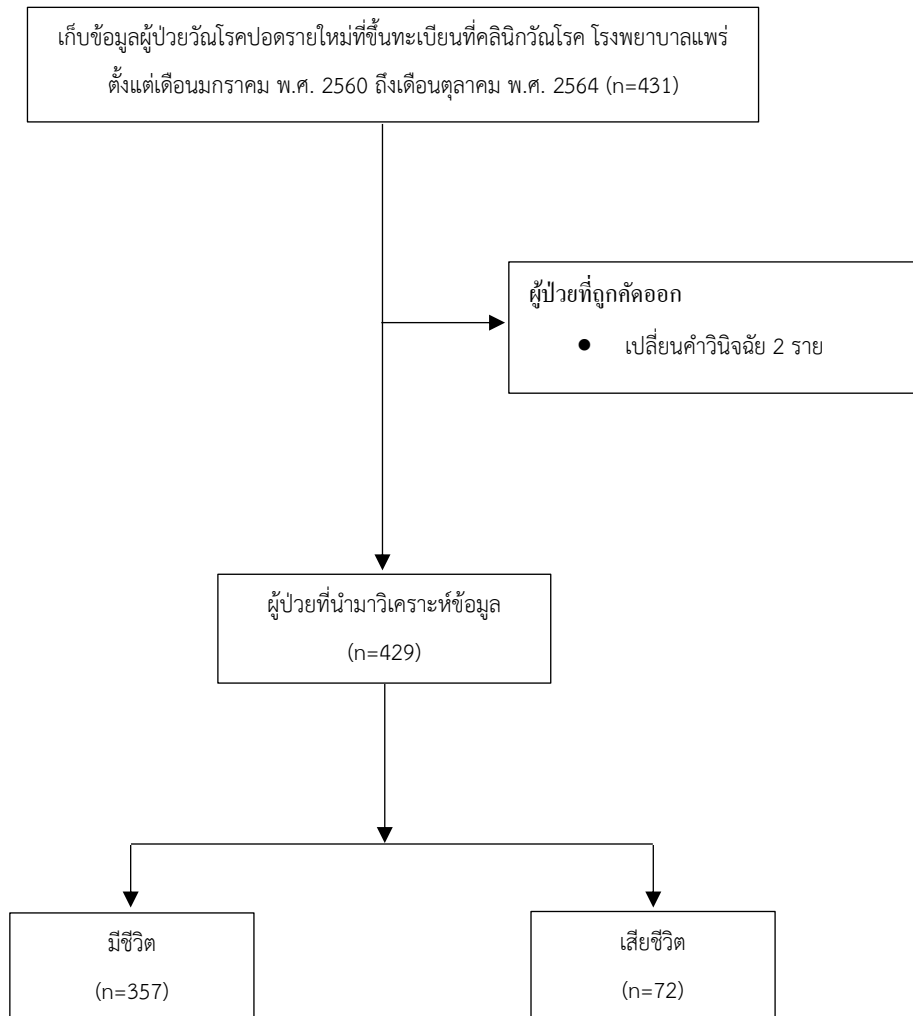 เก็บข้อมูลผู้ป่วยวัณโรคปอดรายใหม่ที่ขึ้นทะเบียนที่คลินิกวัณโรค โรงพยาบาลแพร่
ตั้งแต่เดือนมกราคม พ.ศ. 2560 ถึงเดือนตุลาคม พ.ศ. 2564 (n=431)
ผู้ป่วยที่ถูกคัดออก
● เปลี่ยนคำวินิจฉัย 2 ราย
ผู้ป่วยที่นำมาวิเคราะห์ข้อมูล
(n=429)
มีชีวิต
(n=357)
เสียชีวิต
(n=72)